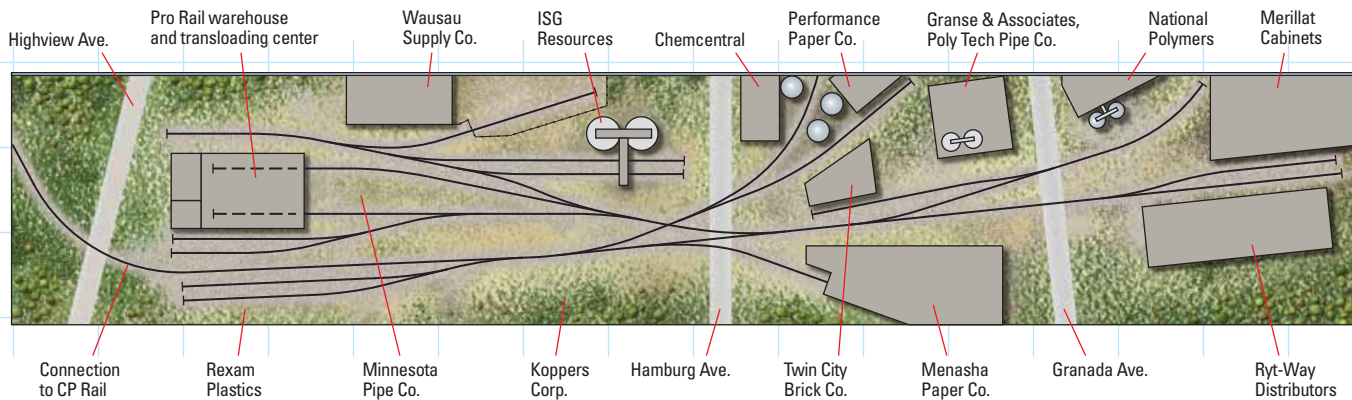 Highview Ave.
Pro Rail warehouse
and transloading center
Wausau
Supply Co.
ISG
Resources
Chemcentral
Performance
Paper Co.
Granse & Associates,
Poly Tech Pipe Co.
National
Polymers
Merillat
Cabinets
Connection
to CP Rail
Rexam
Plastics
Minnesota
Pipe Co.
Koppers
Corp.
Hamburg Ave.
Twin City
Brick Co.
Menasha
Paper Co.
Granada Ave.
Ryt-Way
Distributors